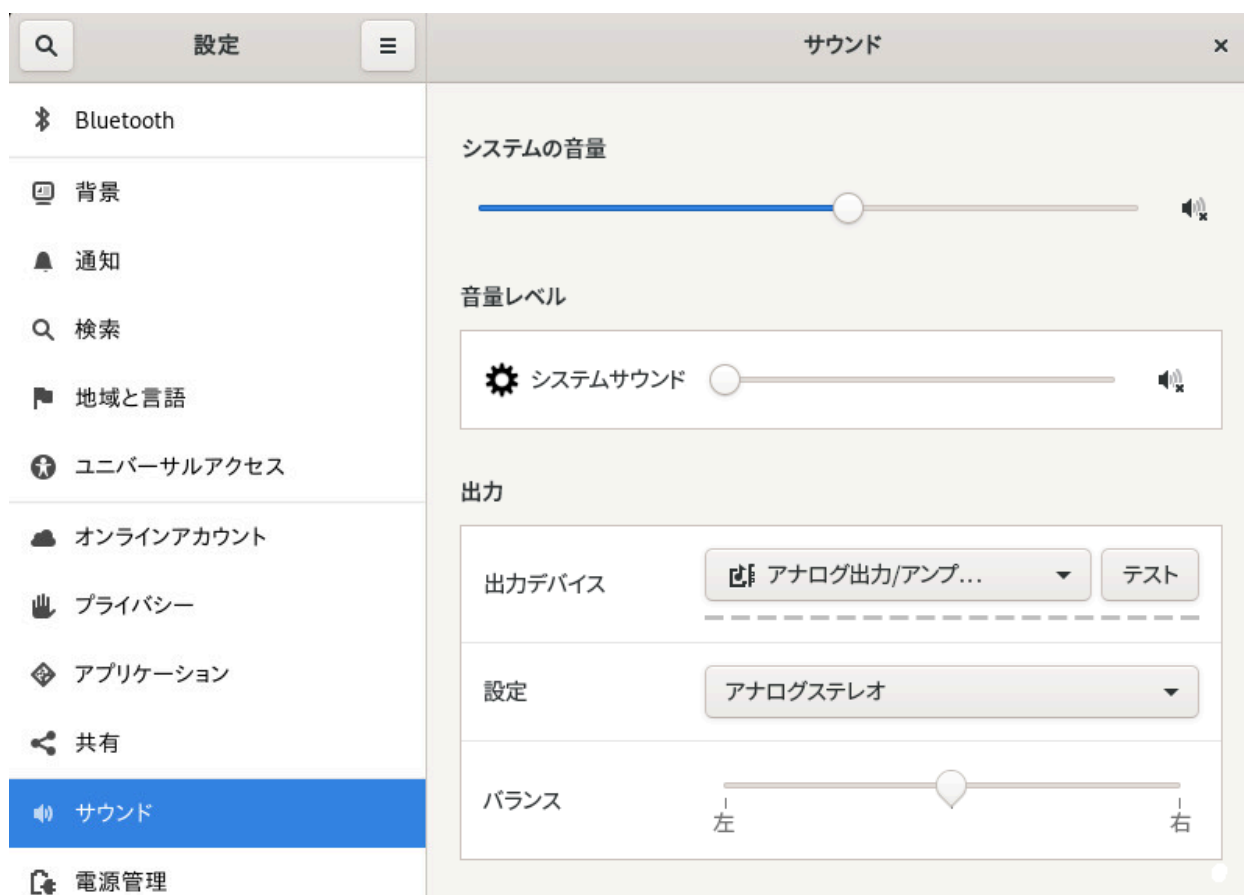 設定
サウンド
Bluetooth
背景
通知
検索
地域と言語
ユニバーサルアクセス
オンラインアカウント
プライバシー
アプリケーション
共有
サウンド
電源管理
システムの音量
音量レベル
システムサウンド
出力
出力デバイス
アナログ出力/アンプ...
テスト
設定
アナログステレオ
バランス
左
右